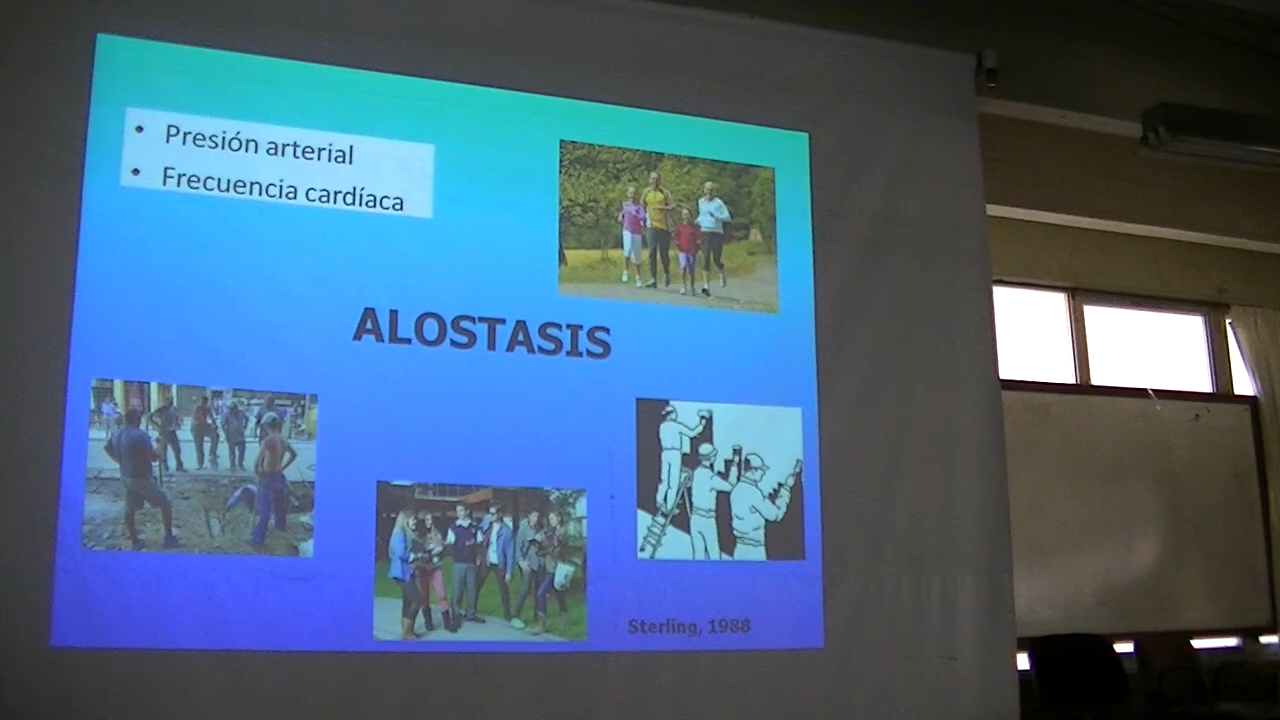 • Presión arterial
• Frecuencia cardíaca
ALOSTASIS
Sterling, 1988